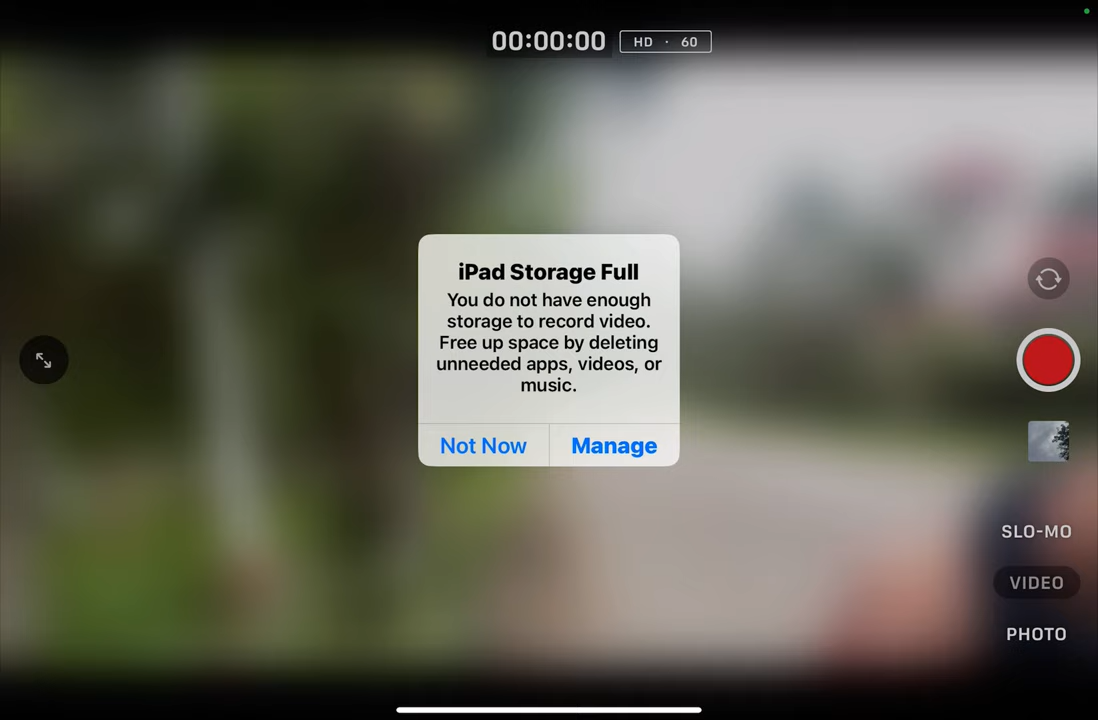 00:00:00 HD · 60
iPad Storage Full
You do not have enough
storage to record video.
Free up space by deleting
unneeded apps, videos, or
music.
Not Now Manage
SLO-MO
VIDEO
PHOTO